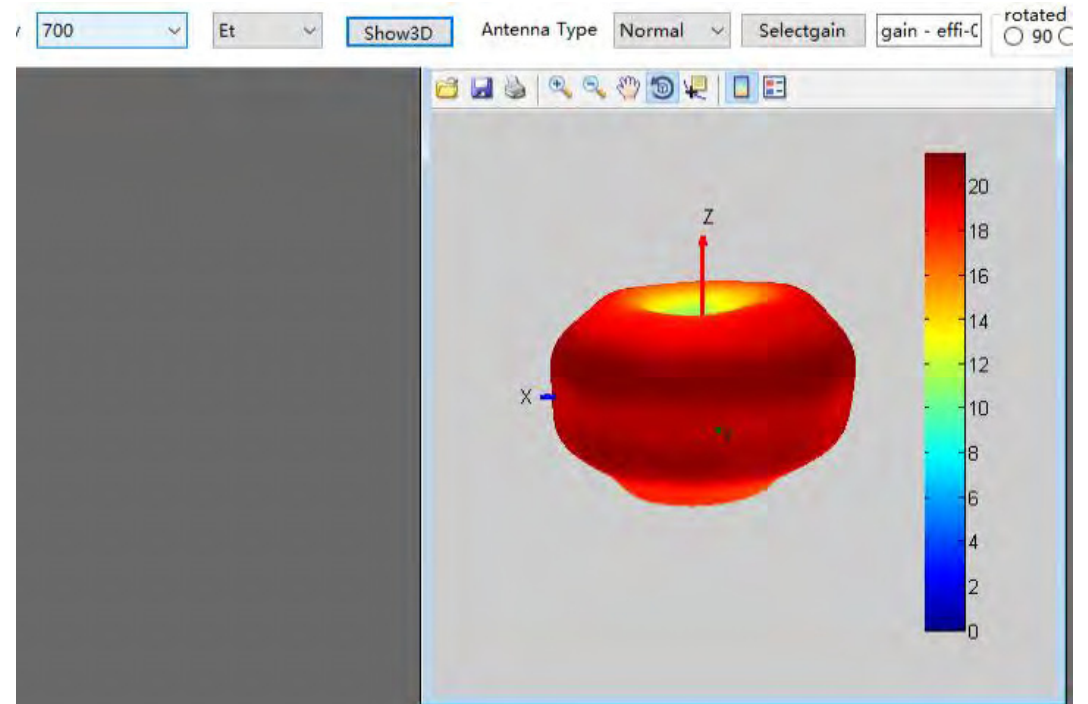 700
Et
Show3D
Antenna Type
Normal
Selectgain
gain - effi-
rotated
90
Z
X
20
18
16
14
12
10
8
6
4
2
0